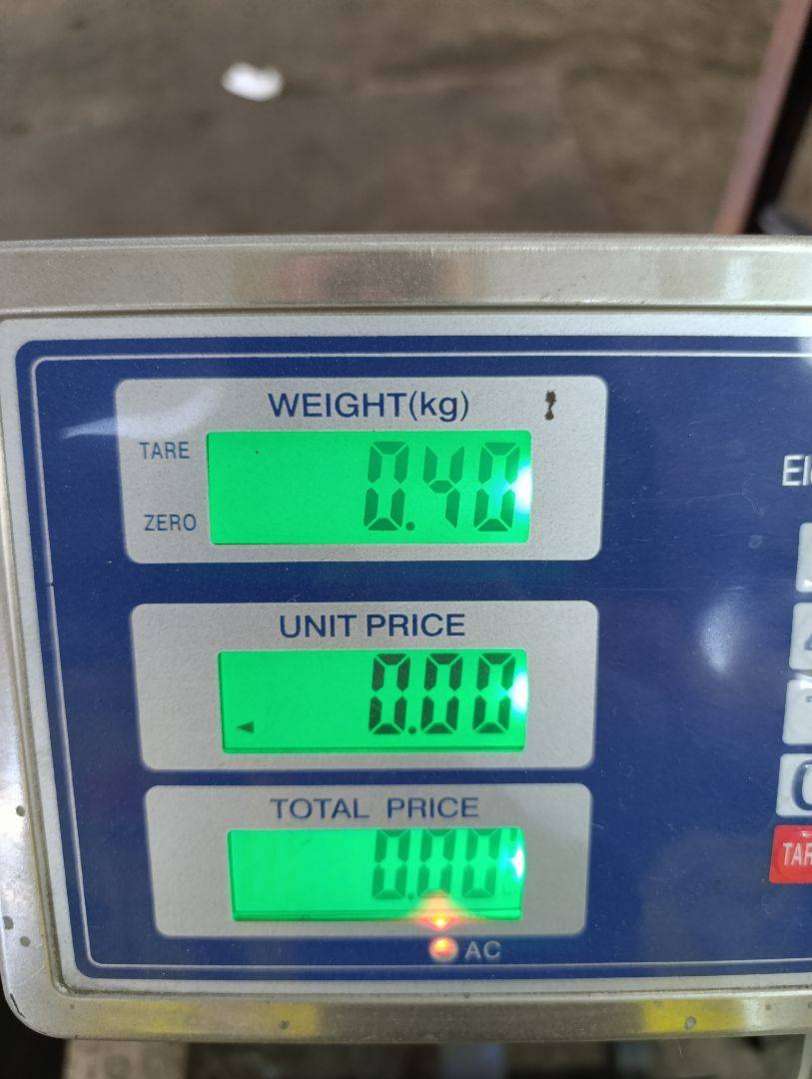 WEIGHT(kg)
TARE
0.40
ZERO
UNIT PRICE
0.00
TOTAL PRICE
0.00
AC